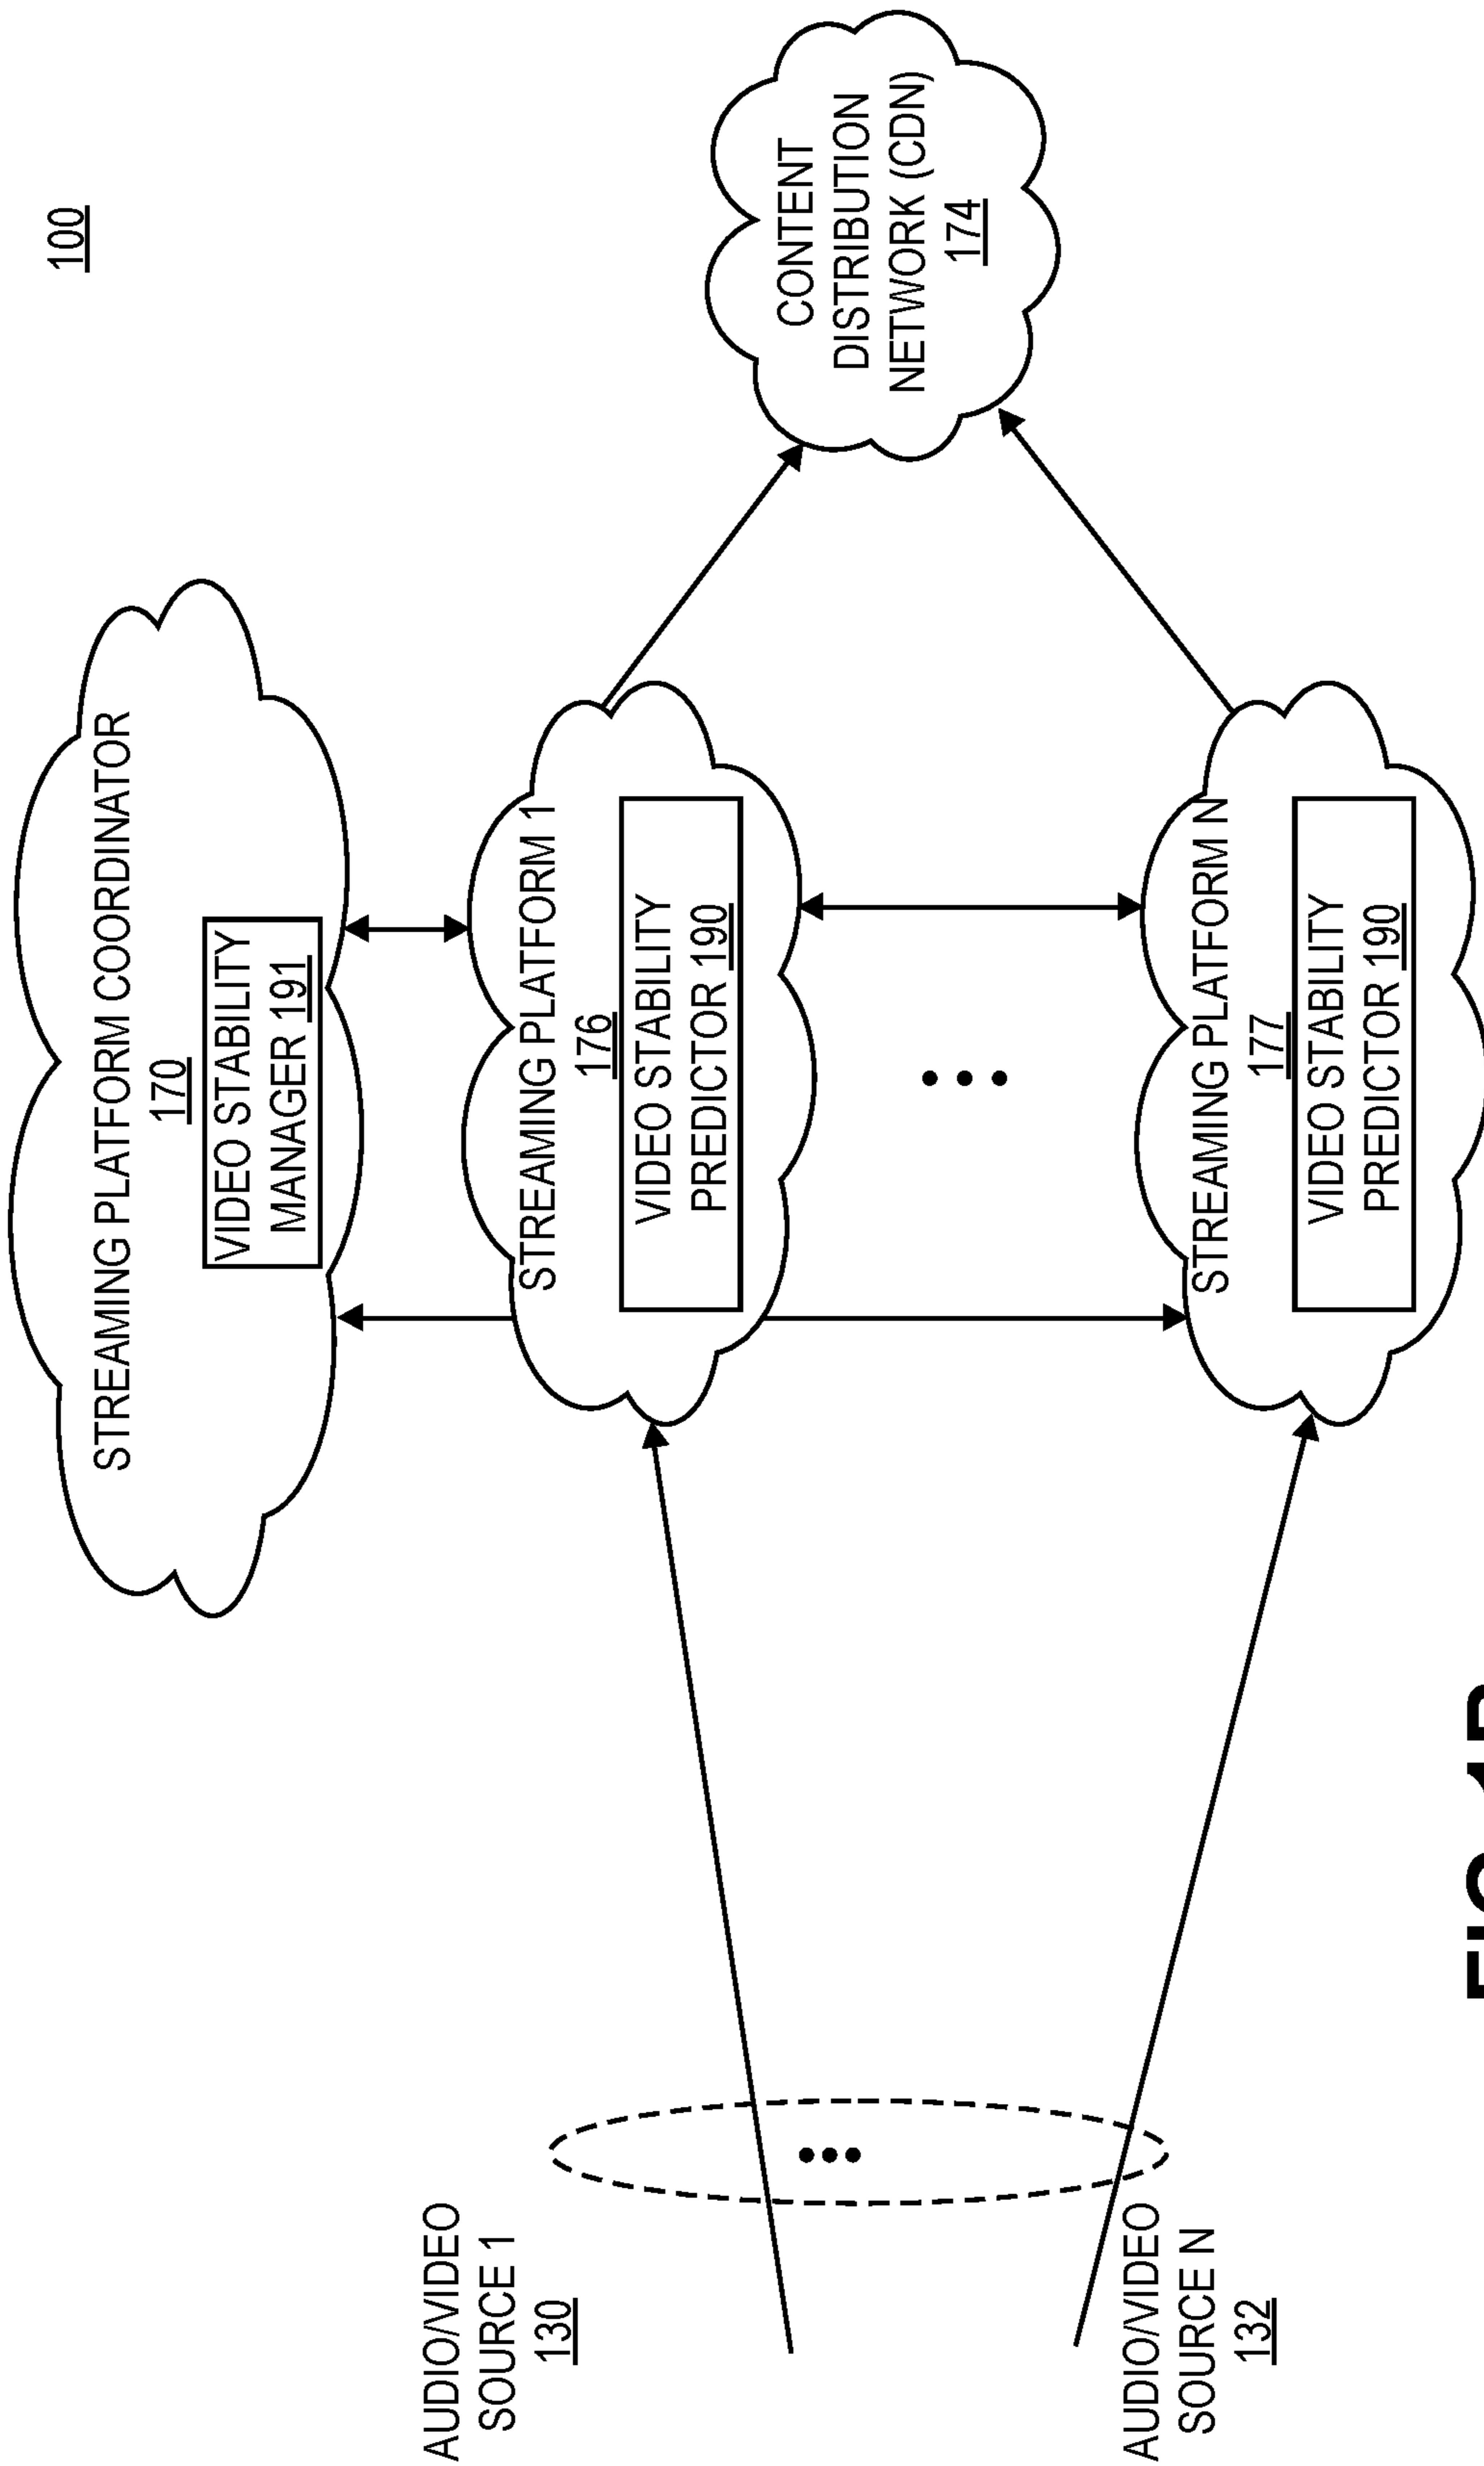 100
STREAMING PLATFORM COORDINATOR
170
VIDEO STABILITY
MANAGER 191
AUDIO/VIDEO
SOURCE 1
130
STREAMING PLATFORM 1
176
VIDEO STABILITY
PREDICTOR 190
CONTENT
DISTRIBUTION
NETWORK (CDN)
174
AUDIO/VIDEO
SOURCE N
132
STREAMING PLATFORM N
177
VIDEO STABILITY
PREDICTOR 190